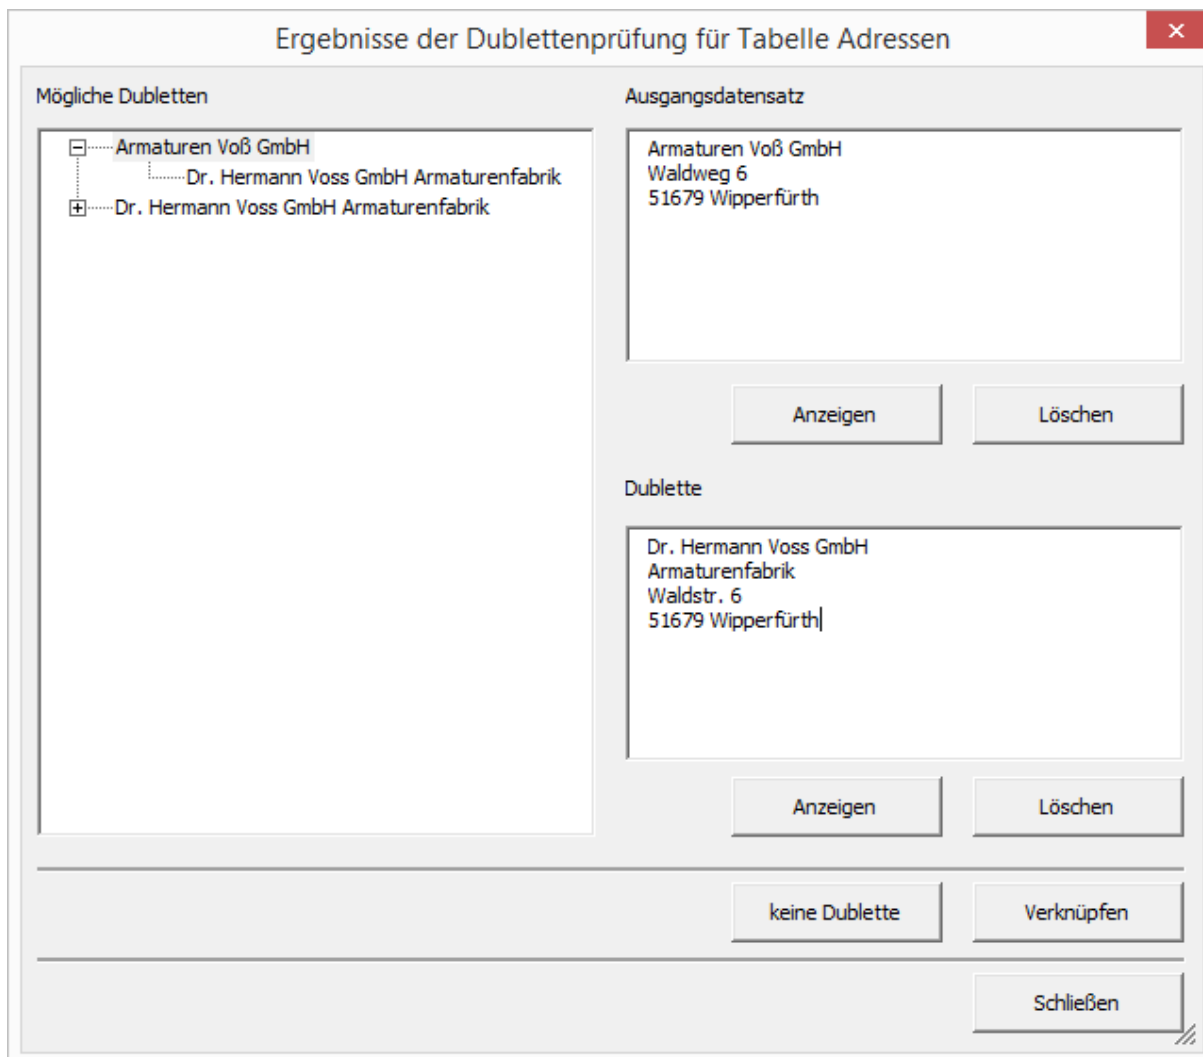 Ergebnisse der Dublettenprüfung für Tabelle Adressen
Mögliche Dubletten
Armaturen Voß GmbH
Dr. Hermann Voss GmbH Armaturenfabrik
Dr. Hermann Voss GmbH Armaturenfabrik
Ausgangsdatensatz
Armaturen Voß GmbH
Waldweg 6
51679 Wipperfürth
Anzeigen
Löschen
Dublette
Dr. Hermann Voss GmbH
Armaturenfabrik
Waldstr. 6
51679 Wipperfürth
Anzeigen
Löschen
keine Dublette
Verknüpfen
Schließen